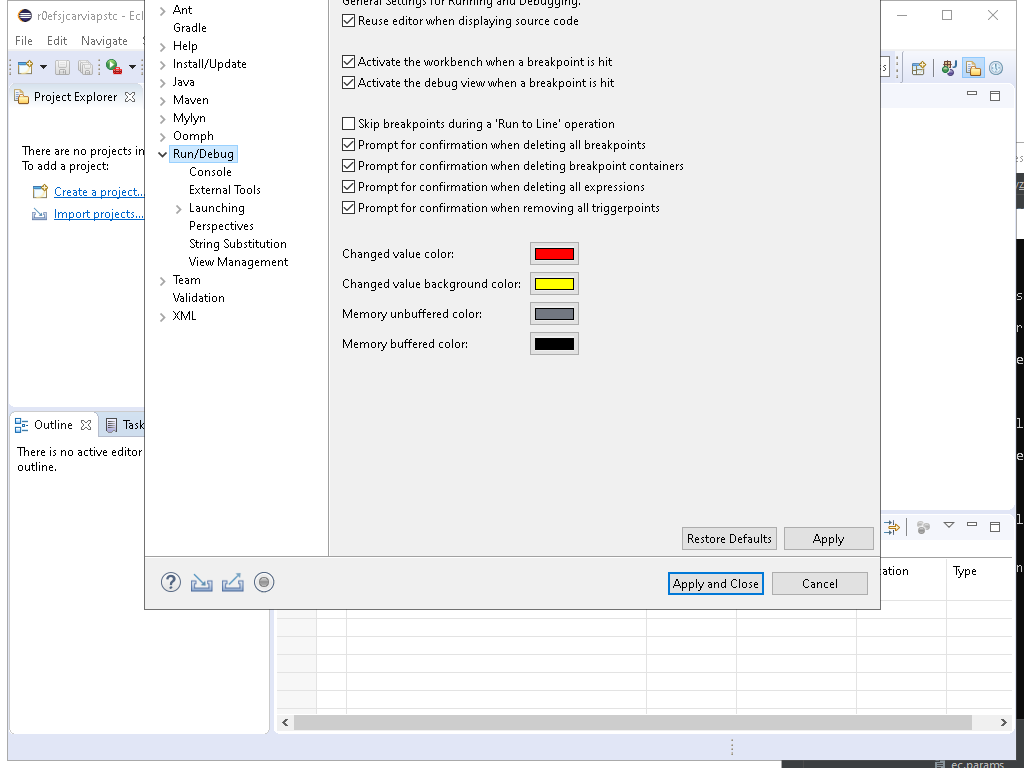 r0efsjcarviapstc - Ecl
File Edit Navigate
Project Explorer
There are no projects in
To add a project:
Create a project...
Import projects...
Outline
Task
There is no active editor
outline.
Ant
Gradle
Help
Install/Update
Java
Maven
Mylyn
Oomph
Run/Debug
Console
External Tools
Launching
Perspectives
String Substitution
View Management
Team
Validation
XML
General Settings for Running and Debugging.
Reuse editor when displaying source code
Activate the workbench when a breakpoint is hit
Activate the debug view when a breakpoint is hit
Skip breakpoints during a 'Run to Line' operation
Prompt for confirmation when deleting all breakpoints
Prompt for confirmation when deleting breakpoint containers
Prompt for confirmation when deleting all expressions
Prompt for confirmation when removing all triggerpoints
Changed value color:
Changed value background color:
Memory unbuffered color:
Memory buffered color:
Restore Defaults Apply
Apply and Close Cancel
ation Type
ec.params